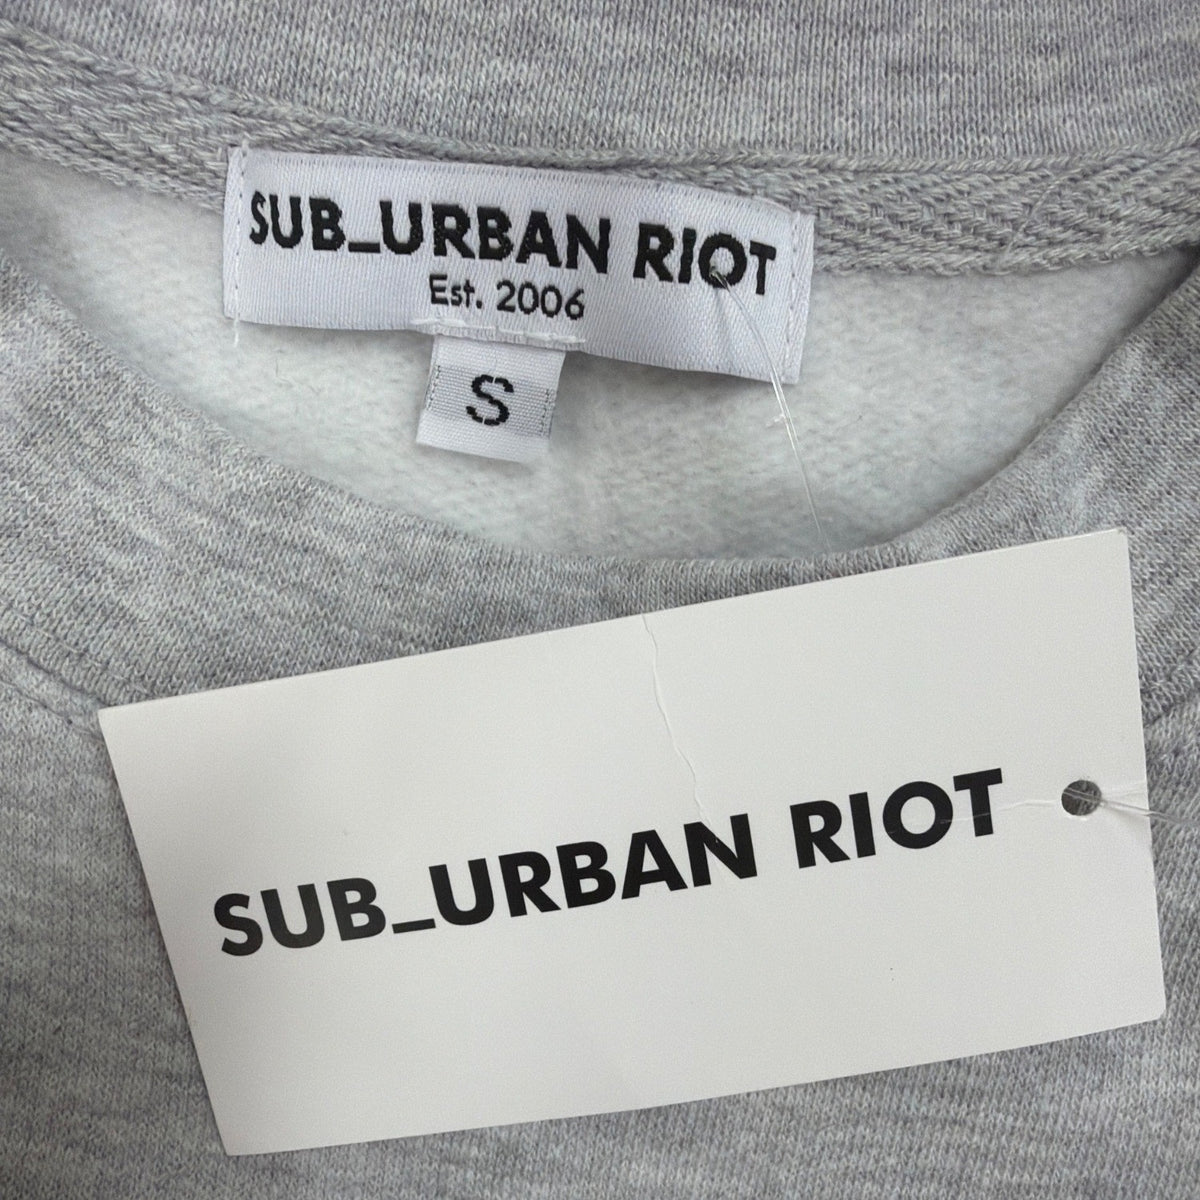 SUB_URBAN RIOT
Est. 2006
S
SUB_URBAN RIOT